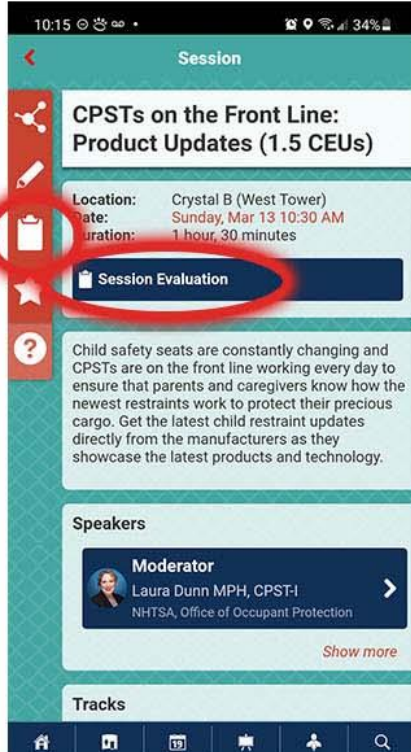 10:15
34%
Session
CPSTs on the Front Line:
Product Updates (1.5 CEUs)
Location: Crystal B (West Tower)
Date: Sunday, Mar 13 10:30 AM
Duration: 1 hour, 30 minutes
Session Evaluation
?
Child safety seats are constantly changing and
CPSTs are on the front line working every day to
ensure that parents and caregivers know how the
newest restraints work to protect their precious
cargo. Get the latest child restraint updates
directly from the manufacturers as they
showcase the latest products and technology.
Speakers
Moderator
Laura Dunn MPH, CPST-I
NHTSA, Office of Occupant Protection
Show more
Tracks
19